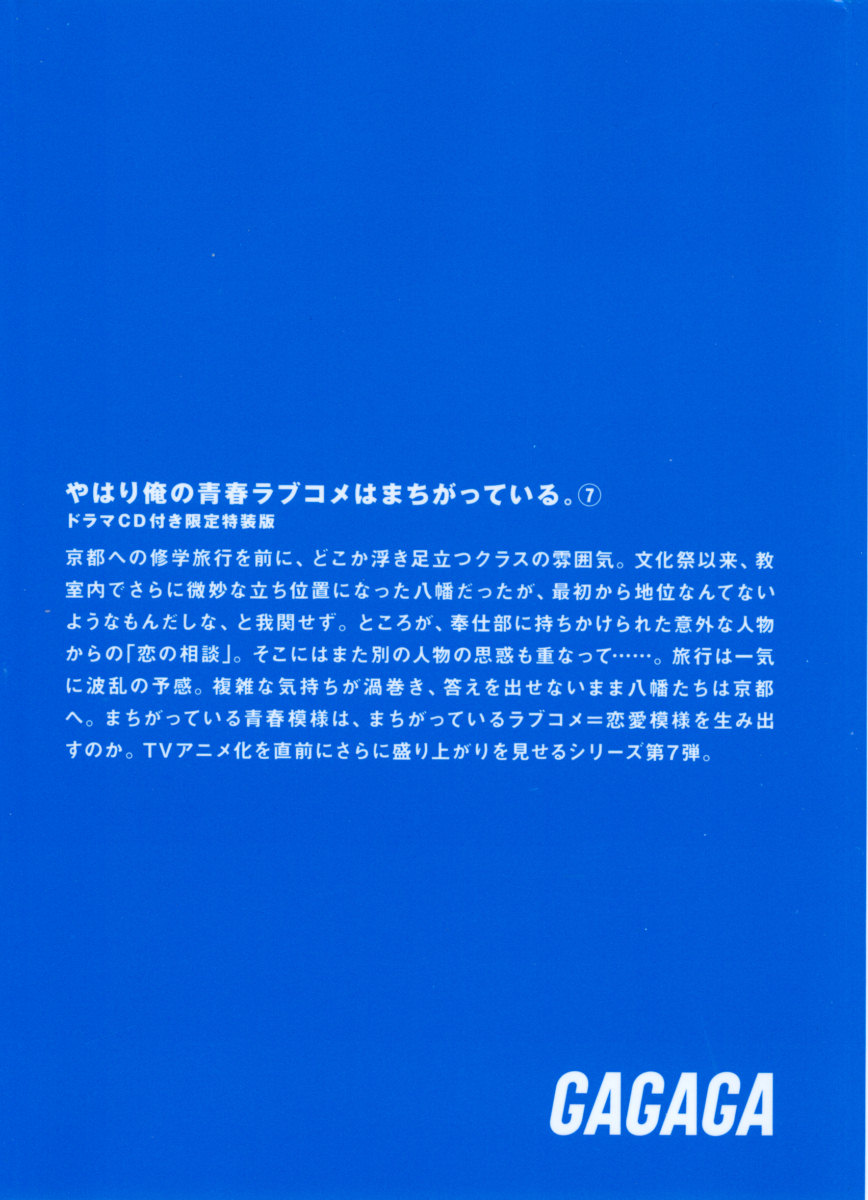 やはり俺の青春ラブコメはまちがっている。⑦
ドラマCD付き限定特装版
京都への修学旅行を前に、どこか浮き足立つクラスの雰囲気。文化祭以来、教
室内でさらに微妙な立ち位置になった八幡だったが、最初から地位なんてない
ようなもんだしな、と我関せず。ところが、奉仕部に持ちかけられた意外な人物
からの「恋の相談」。そこにはまた別の人物の思惑も重なって……。旅行は一気
に波乱の予感。複雑な気持ちが渦巻き、答えを出せないまま八幡たちは京都
へ。まちがっている青春模様は、まちがっているラブコメ＝恋愛模様を生み出
すのか。TVアニメ化を直前にさらに盛り上がりを見せるシリーズ第7弾。
GAGAGA